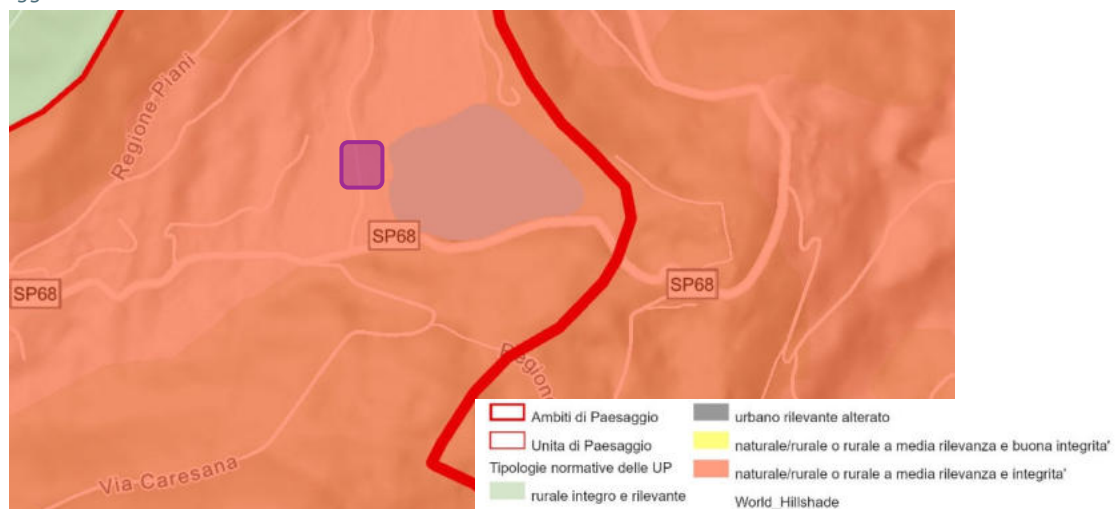 Regione Piani
SP68
SP68
SP68
Via Caresana
Ambiti di Paesaggio
Unita di Paesaggio
Tipologie normative delle UP
rurale integro e rilevante
urbano rilevante alterato
naturale/rurale o rurale a media rilevanza e buona integrita'
naturale/rurale o rurale a media rilevanza e integrita'
World_Hillshade